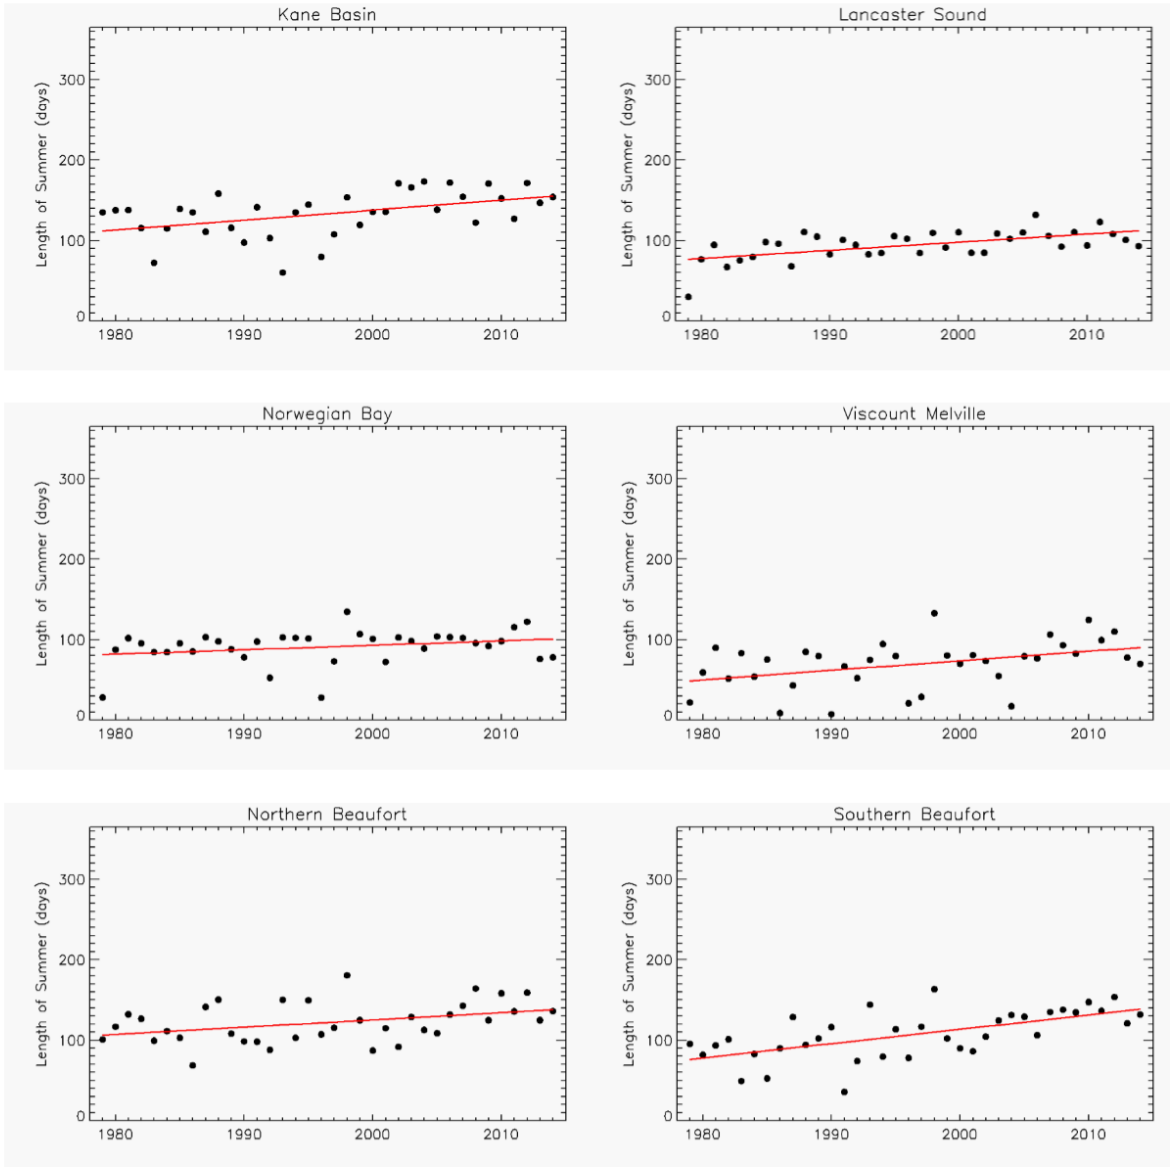 Kane Basin
Length of Summer (days)
300
200
100
0
1980 1990 2000 2010
Lancaster Sound
Length of Summer (days)
300
200
100
0
1980 1990 2000 2010
Norwegian Bay
Length of Summer (days)
300
200
100
0
1980 1990 2000 2010
Viscount Melville
Length of Summer (days)
300
200
100
0
1980 1990 2000 2010
Northern Beaufort
Length of Summer (days)
300
200
100
0
1980 1990 2000 2010
Southern Beaufort
Length of Summer (days)
300
200
100
0
1980 1990 2000 2010